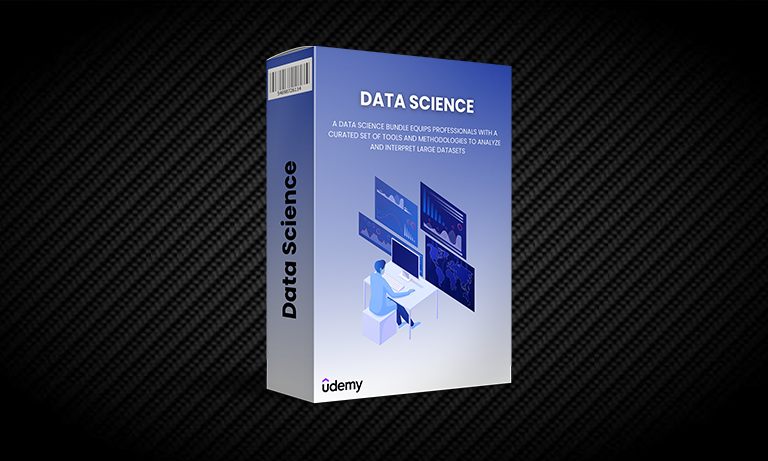 DATA SCIENCE
A DATA SCIENCE BUNDLE EQUIPS PROFESSIONALS WITH A
CURATED SET OF TOOLS AND METHODOLOGIES TO ANALYZE
AND INTERPRET LARGE DATASETS
Data Science
udemy